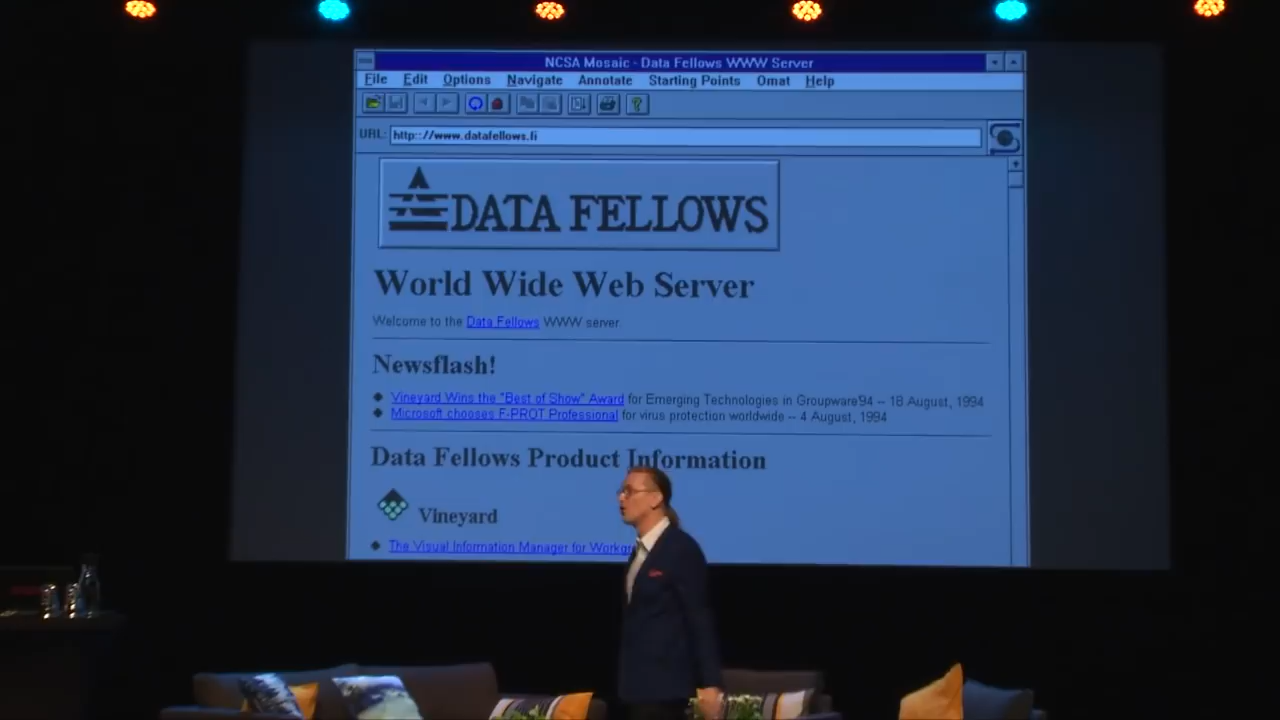 NCSA Mosaic - Data Fellows WWW Server
File Edit Options Navigate Annotate Starting Points Omat Help
URL: http:://www.datafellows.fi
DATA FELLOWS
World Wide Web Server
Welcome to the Data Fellows WWW server.
Newsflash!
Vineyard Wins the "Best of Show" Award for Emerging Technologies in Groupware'94 -- 18 August, 1994
Microsoft chooses F-PROT Professional for virus protection worldwide -- 4 August, 1994
Data Fellows Product Information
Vineyard
The Visual Information Manager for